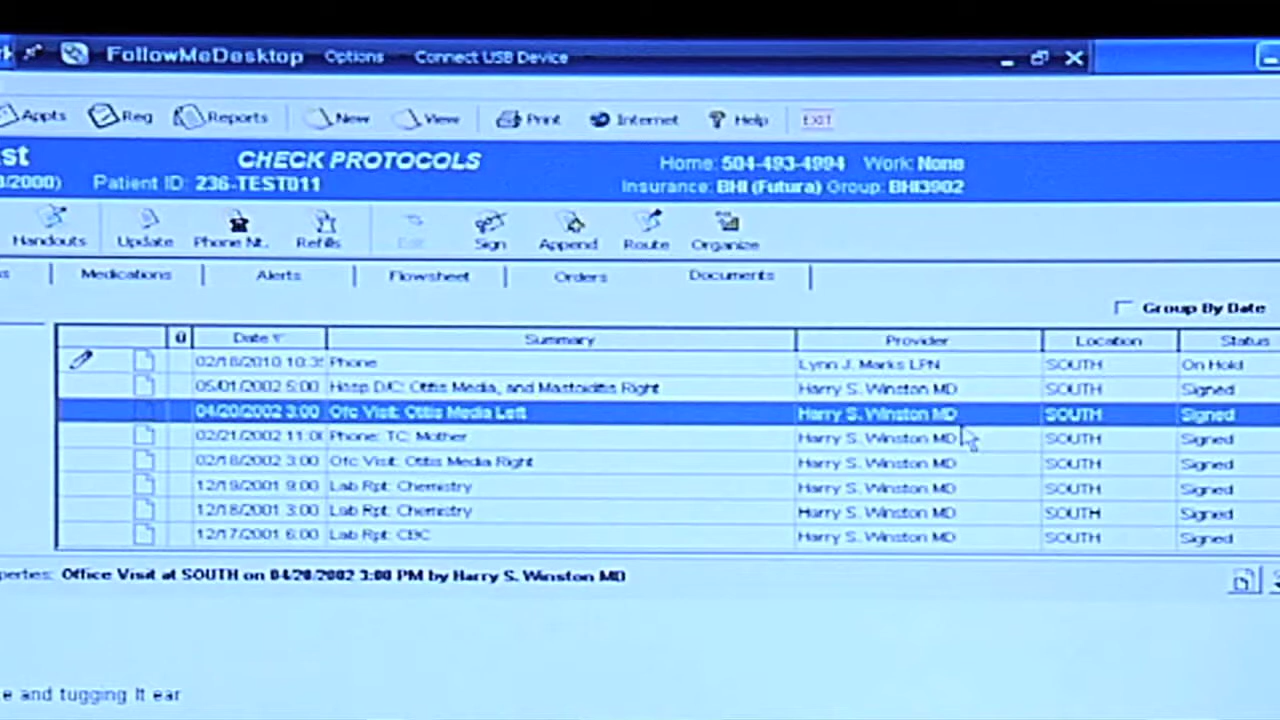 FollowMeDesktop Options Connect USB Device
Appts Reg Reports New View Print Internet Help EXIT
st CHECK PROTOCOLS Home: 504-493-4994 Work: None
/2000) Patient ID: 236-TEST011 Insurance: BHI (Futura) Group: BHI3902
Handouts Update Phone Nt. Refills Edit Sign Append Route Organize
s Medications Alerts Flowsheet Orders Documents
Group By Date
Date Summary Provider Location Status
02/18/2010 10:3 Phone Lynn J. Marks LPN SOUTH On Hold
05/01/2002 5:00 Hosp D/C: Otitis Media, and Mastoiditis Right Harry S. Winston MD SOUTH Signed
04/20/2002 3:00 Ofc Visit: Otitis Media Left Harry S. Winston MD SOUTH Signed
02/21/2002 11:0 Phone: TC: Mother Harry S. Winston MD SOUTH Signed
02/18/2002 3:00 Ofc Visit: Otitis Media Right Harry S. Winston MD SOUTH Signed
12/19/2001 9:00 Lab Rpt: Chemistry Harry S. Winston MD SOUTH Signed
12/18/2001 3:00 Lab Rpt: Chemistry Harry S. Winston MD SOUTH Signed
12/17/2001 6:00 Lab Rpt: CBC Harry S. Winston MD SOUTH Signed
perties: Office Visit at SOUTH on 04/20/2002 3:00 PM by Harry S. Winston MD
e and tugging lt ear